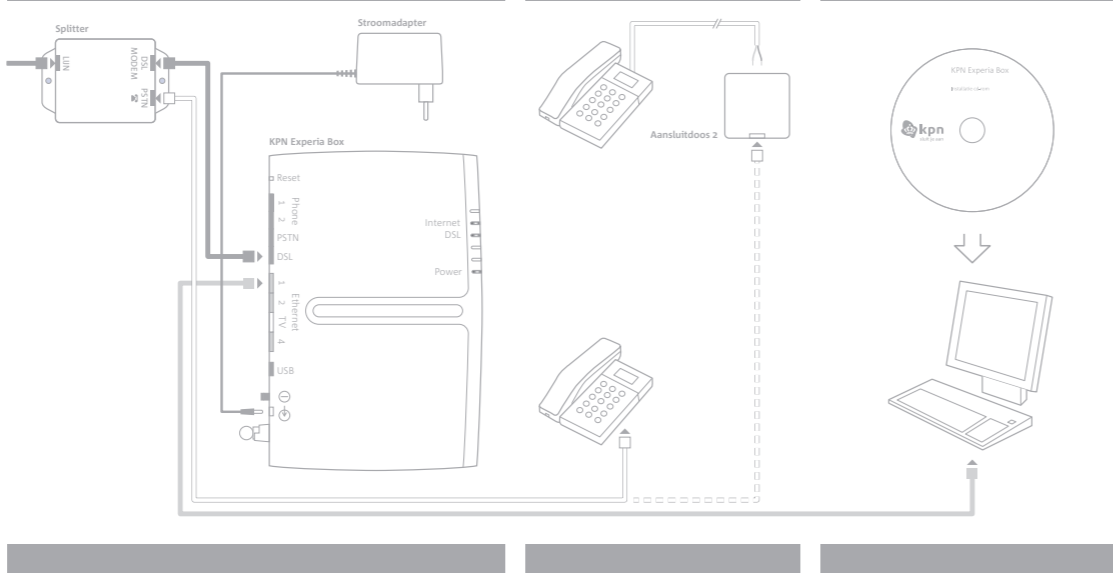 Splitter
LIJN
DSL
MODEM
PSTN
Stroomadapter
KPN Experia Box
Reset
Phone
1
2
PSTN
DSL
Ethernet
1
2
TV
4
USB
Internet
DSL
Power
Aansluitdoos 2
KPN Experia Box
kpn